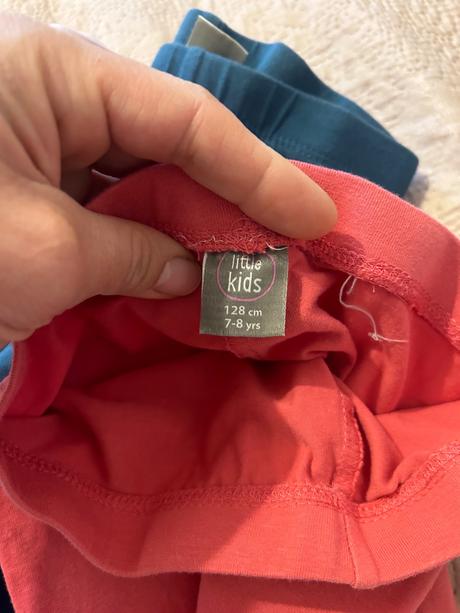 little
kids
128 cm
7-8 yrs